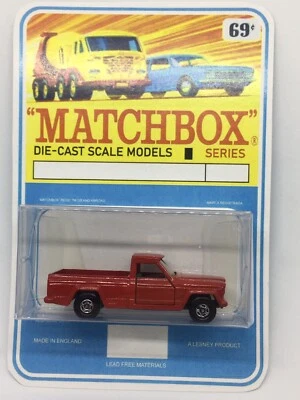 69¢
"MATCHBOX"®
DIE-CAST SCALE MODELS SERIES
MADE IN ENGLAND
A LESNEY PRODUCT
LEAD FREE MATERIALS